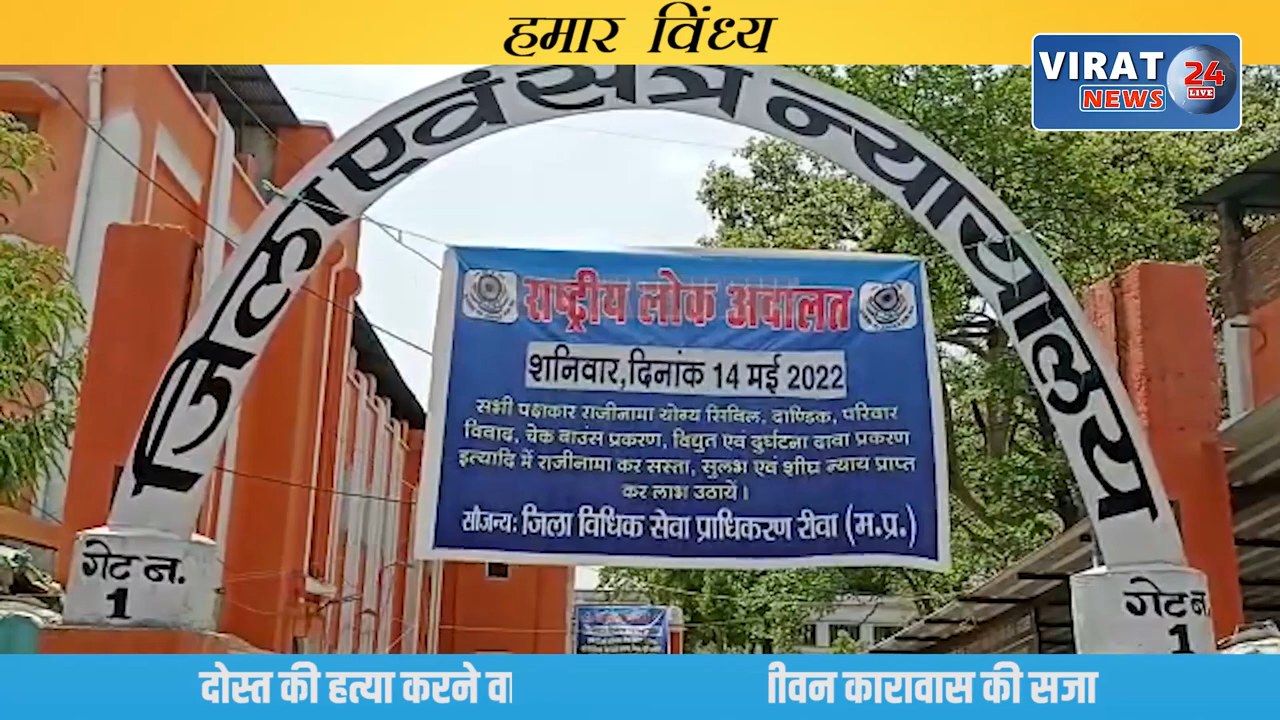 हमार विंध्य
VIRAT
24
LIVE
NEWS
जिला एवं सत्र न्यायालय
राष्ट्रीय लोक अदालत
शनिवार, दिनांक 14 मई 2022
सभी पक्षकार राजीनामा योग्य सिविल, दाण्डिक, परिवार
विवाद, चेक बाउंस प्रकरण, विद्युत एवं दुर्घटना दावा प्रकरण
इत्यादि में राजीनामा कर सस्ता, सुलभ एवं शीघ्र न्याय प्राप्त
कर लाभ उठायें।
सौजन्य: जिला विधिक सेवा प्राधिकरण रीवा (म.प्र.)
गेट न.
1
गेट न.
1
दोस्त की हत्या करने वा
कारावास की सजा